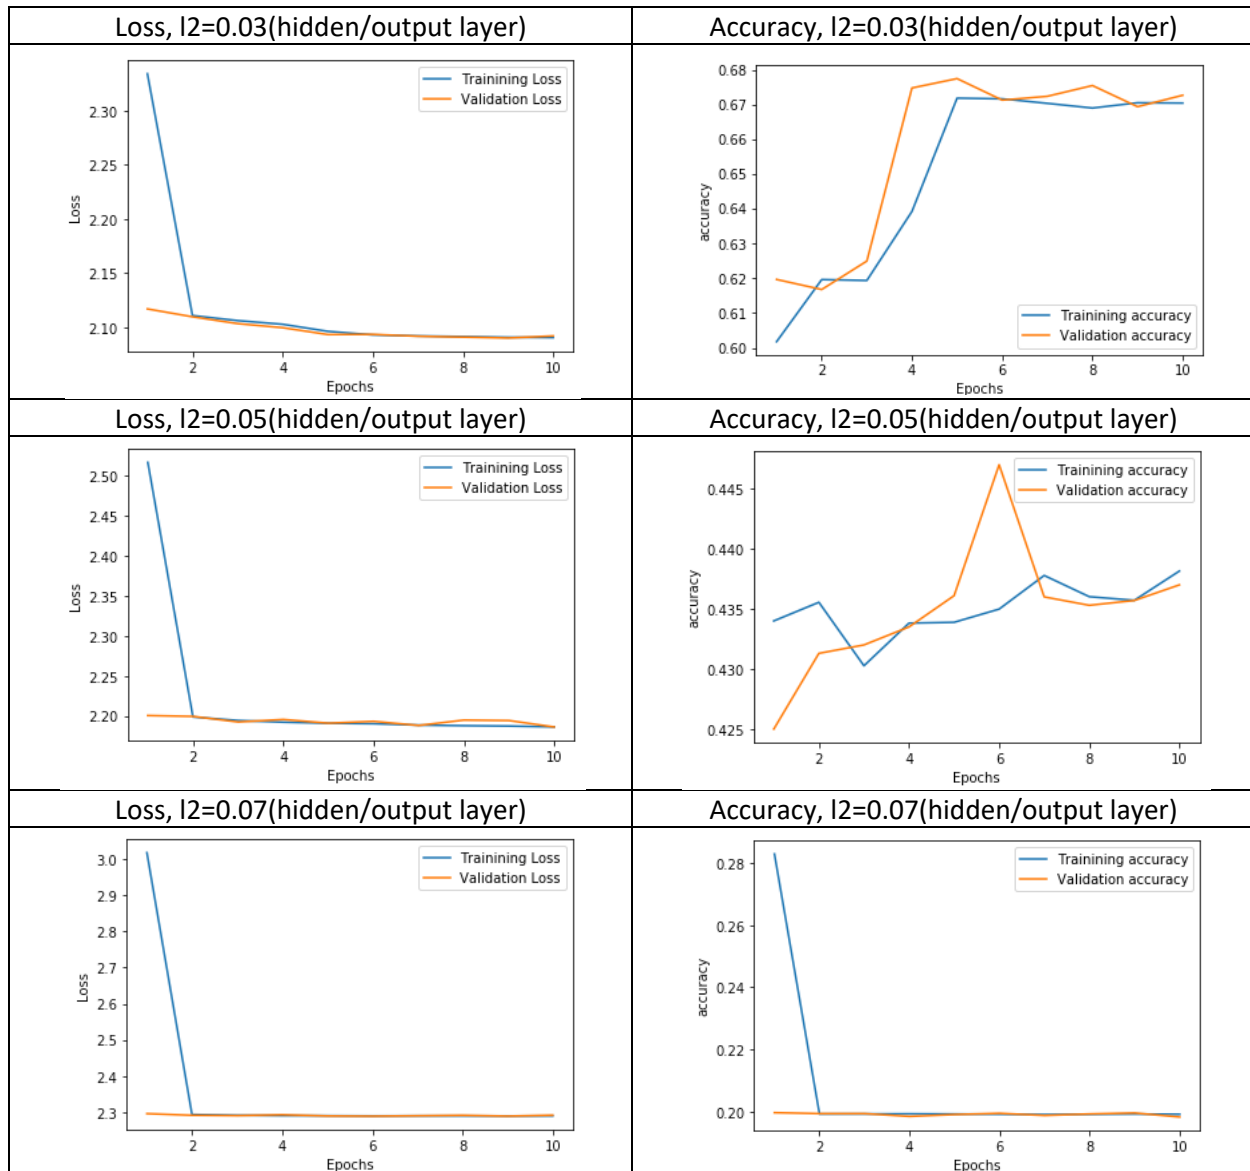 Loss, l2=0.03(hidden/output layer)
Accuracy, l2=0.03(hidden/output layer)
Trainining Loss
Validation Loss
2.30
2.25
2.20
2.15
2.10
Loss
2 4 6 8 10
Epochs
0.68
0.67
0.66
0.65
0.64
0.63
0.62
0.61
0.60
accuracy
Trainining accuracy
Validation accuracy
2 4 6 8 10
Epochs
Loss, l2=0.05(hidden/output layer)
Accuracy, l2=0.05(hidden/output layer)
Trainining Loss
Validation Loss
2.50
2.45
2.40
2.35
2.30
2.25
2.20
Loss
2 4 6 8 10
Epochs
Trainining accuracy
Validation accuracy
0.445
0.440
0.435
0.430
0.425
accuracy
2 4 6 8 10
Epochs
Loss, l2=0.07(hidden/output layer)
Accuracy, l2=0.07(hidden/output layer)
Trainining Loss
Validation Loss
3.0
2.9
2.8
2.7
2.6
2.5
2.4
2.3
Loss
2 4 6 8 10
Epochs
Trainining accuracy
Validation accuracy
0.28
0.26
0.24
0.22
0.20
accuracy
2 4 6 8 10
Epochs